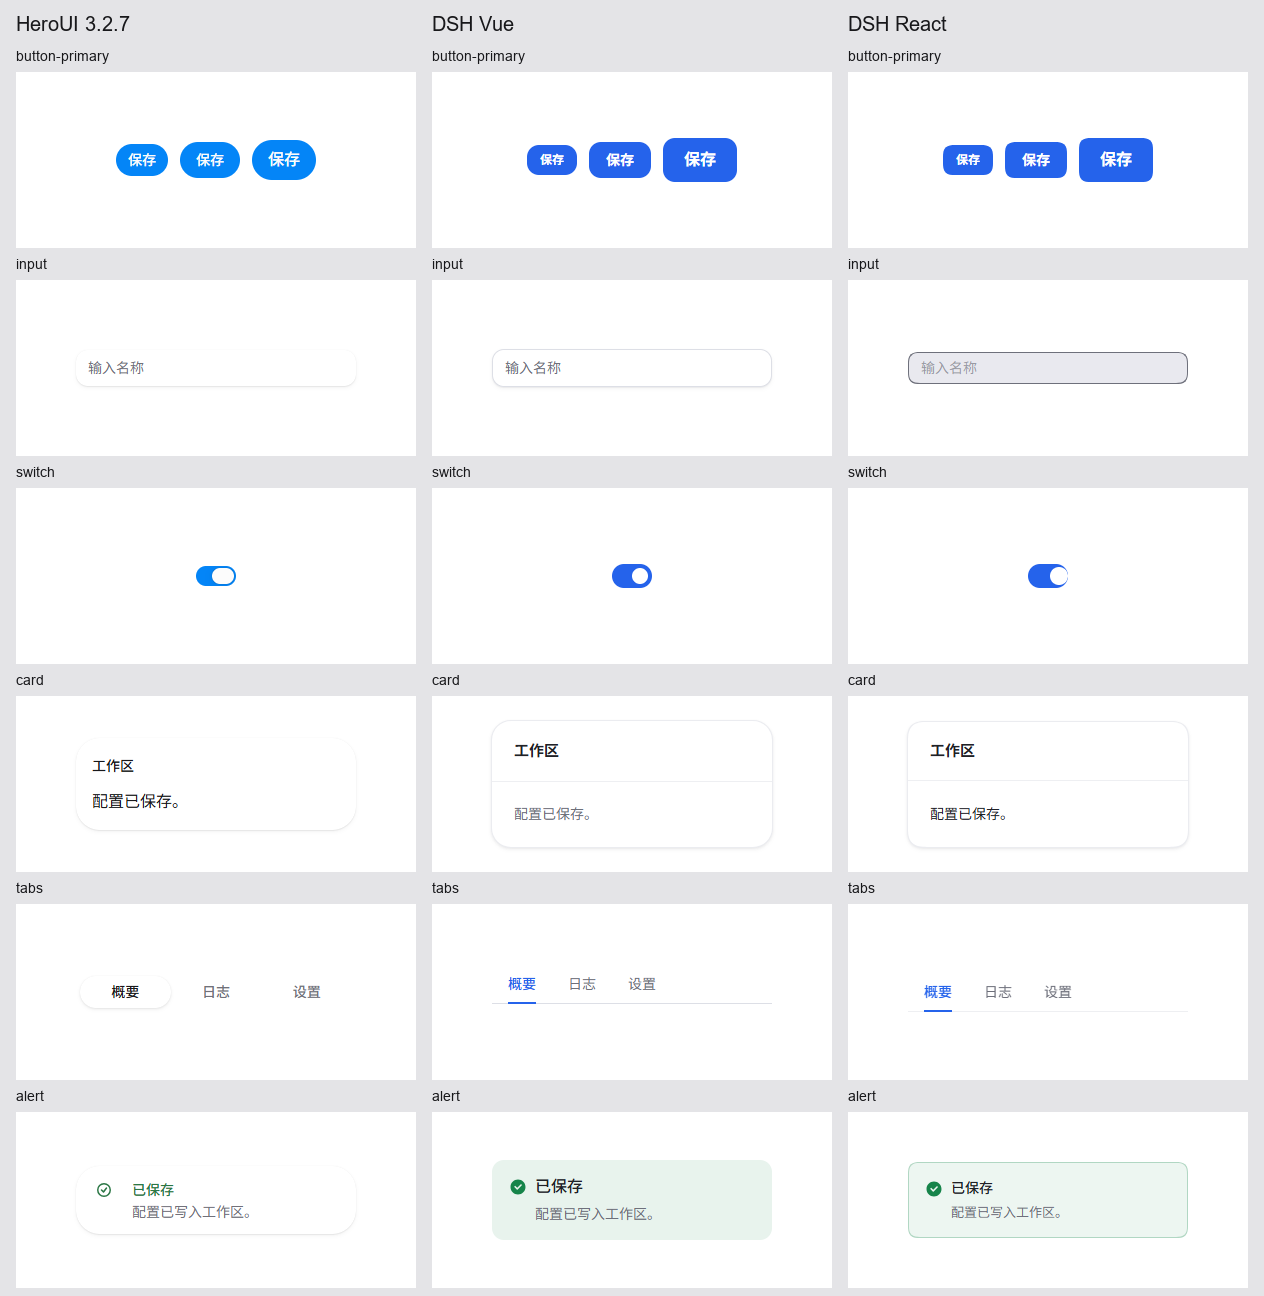 HeroUI 3.2.7
DSH Vue
DSH React
button-primary
button-primary
button-primary
保存
保存
保存
保存
保存
保存
保存
保存
保存
input
input
input
输入名称
输入名称
输入名称
switch
switch
switch
card
card
card
工作区
配置已保存。
工作区
配置已保存。
工作区
配置已保存。
tabs
tabs
tabs
概要
日志
设置
概要
日志
设置
概要
日志
设置
alert
alert
alert
已保存
配置已写入工作区。
已保存
配置已写入工作区。
已保存
配置已写入工作区。